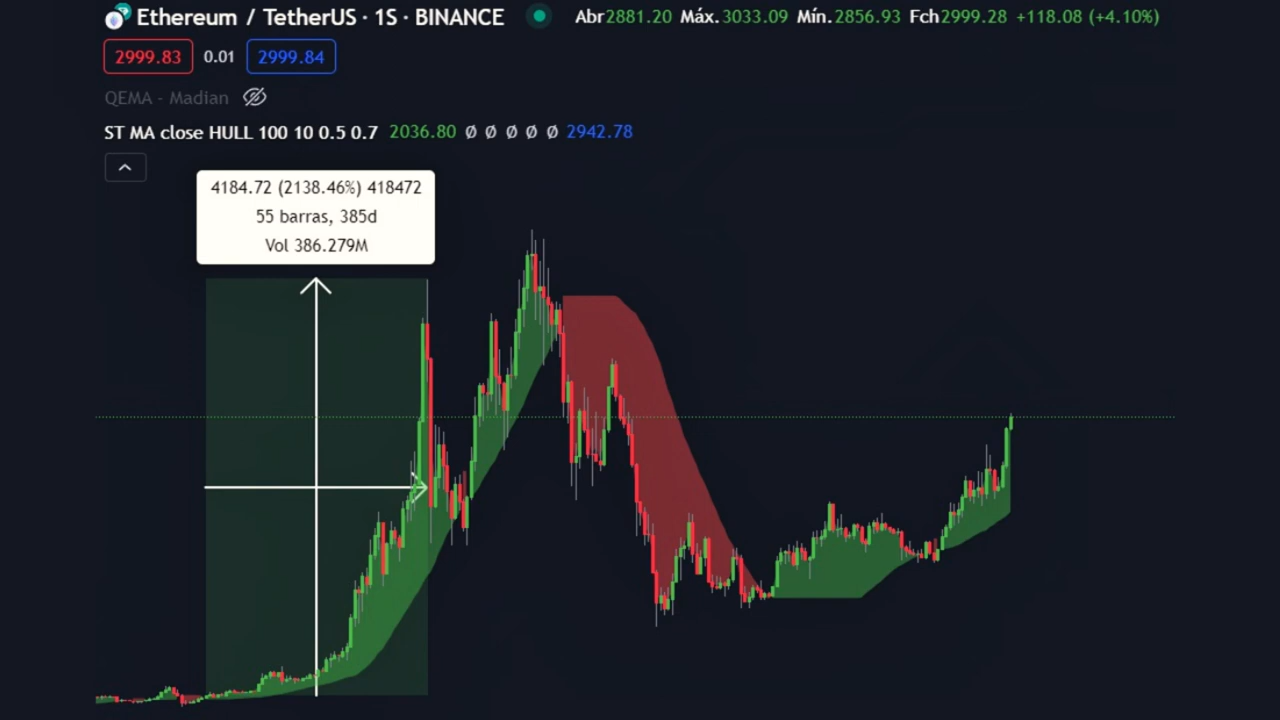 Ethereum / TetherUS · 1S · BINANCE Abr2881.20 Máx.3033.09 Mín.2856.93 Fch2999.28 +118.08 (+4.10%)
2999.83 0.01 2999.84
QEMA - Madian
ST MA close HULL 100 10 0.5 0.7 2036.80 Ø Ø Ø Ø Ø 2942.78
4184.72 (2138.46%) 418472
55 barras, 385d
Vol 386.279M